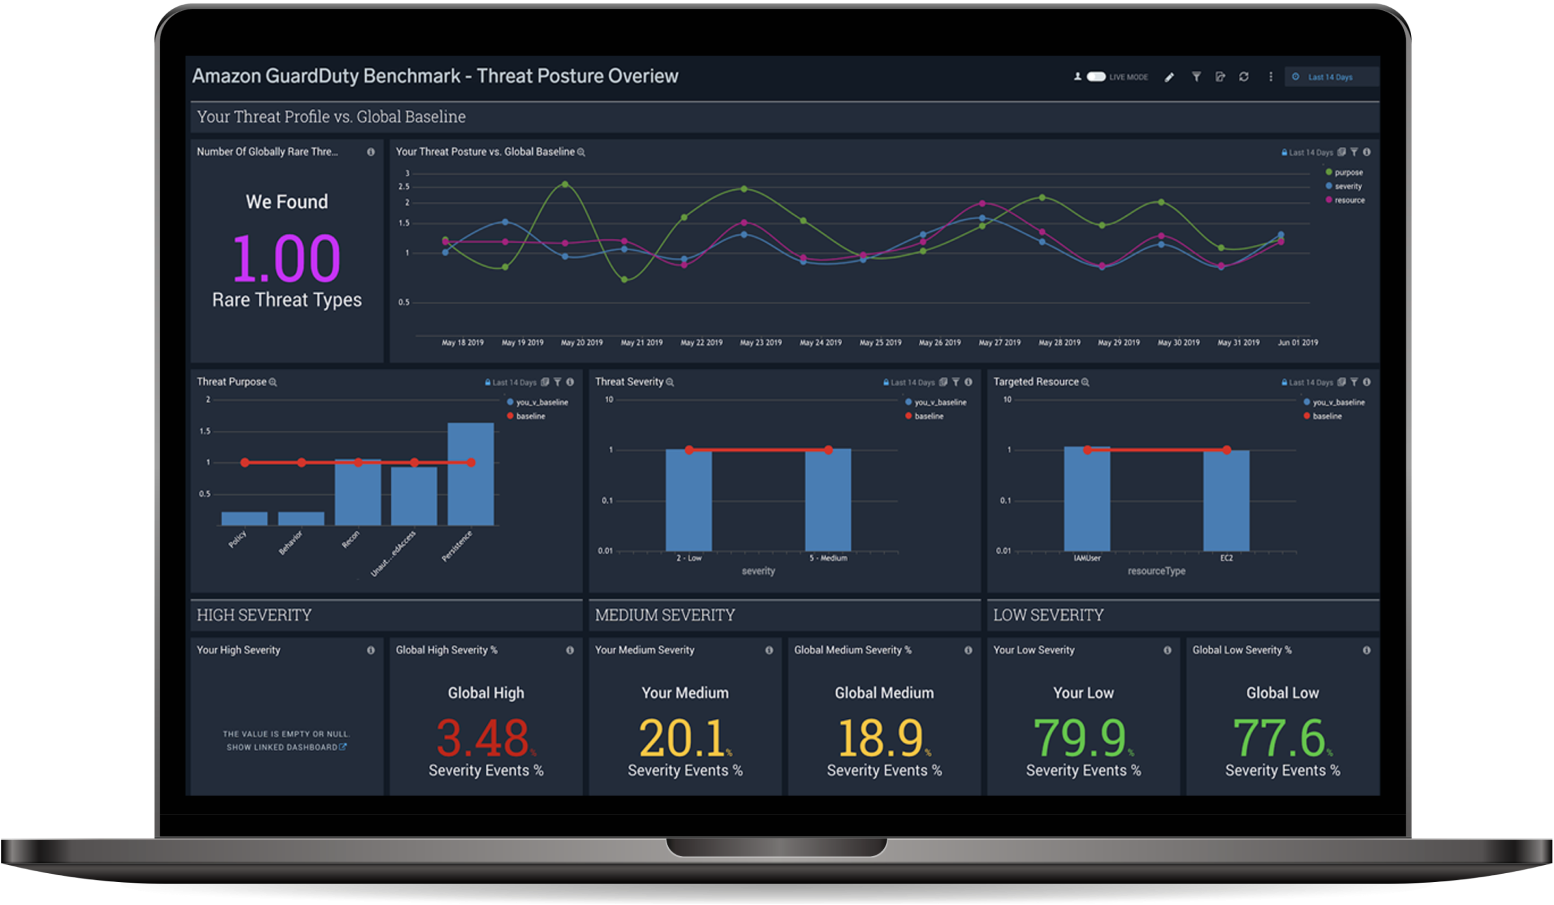 Amazon GuardDuty Benchmark - Threat Posture Overiew
LIVE MODE
Last 14 Days
Your Threat Profile vs. Global Baseline
Number Of Globally Rare Thre...
We Found
1.00
Rare Threat Types
Your Threat Posture vs. Global Baseline
Last 14 Days
purpose
severity
resource
3
2.5
2
1.5
1
0.5
May 18 2019 May 19 2019 May 20 2019 May 21 2019 May 22 2019 May 23 2019 May 24 2019 May 25 2019 May 26 2019 May 27 2019 May 28 2019 May 29 2019 May 30 2019 May 31 2019 Jun 01 2019
Threat Purpose
Last 14 Days
you_v_baseline
baseline
2
1.5
1
0.5
Policy
Behavior
Recon
Unaut...edAccess
Persistence
Threat Severity
Last 14 Days
you_v_baseline
baseline
10
1
0.1
0.01
2 - Low 5 - Medium
severity
Targeted Resource
Last 14 Days
you_v_baseline
baseline
10
1
0.1
0.01
IAMUser EC2
resourceType
HIGH SEVERITY
MEDIUM SEVERITY
LOW SEVERITY
Your High Severity
THE VALUE IS EMPTY OR NULL.
SHOW LINKED DASHBOARD
Global High Severity %
Global High
3.48%
Severity Events %
Your Medium Severity
Your Medium
20.1%
Severity Events %
Global Medium Severity %
Global Medium
18.9%
Severity Events %
Your Low Severity
Your Low
79.9%
Severity Events %
Global Low Severity %
Global Low
77.6%
Severity Events %